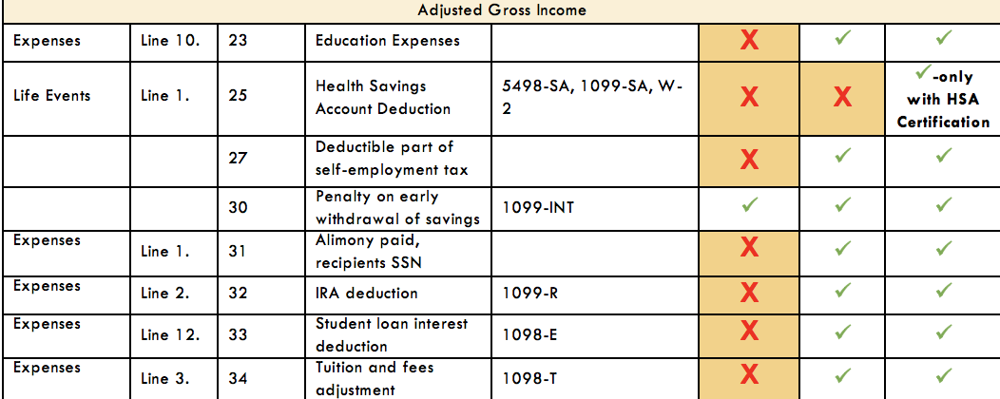 Adjusted Gross Income
Expenses Line 10. 23 Education Expenses X ✓ ✓
Life Events Line 1. 25 Health Savings
Account Deduction 5498-SA, 1099-SA, W-
2 X X ✓-only
with HSA
Certification
27 Deductible part of
self-employment tax X ✓ ✓
30 Penalty on early
withdrawal of savings 1099-INT ✓ ✓ ✓
Expenses Line 1. 31 Alimony paid,
recipients SSN X ✓ ✓
Expenses Line 2. 32 IRA deduction 1099-R X ✓ ✓
Expenses Line 12. 33 Student loan interest
deduction 1098-E X ✓ ✓
Expenses Line 3. 34 Tuition and fees
adjustment 1098-T X ✓ ✓